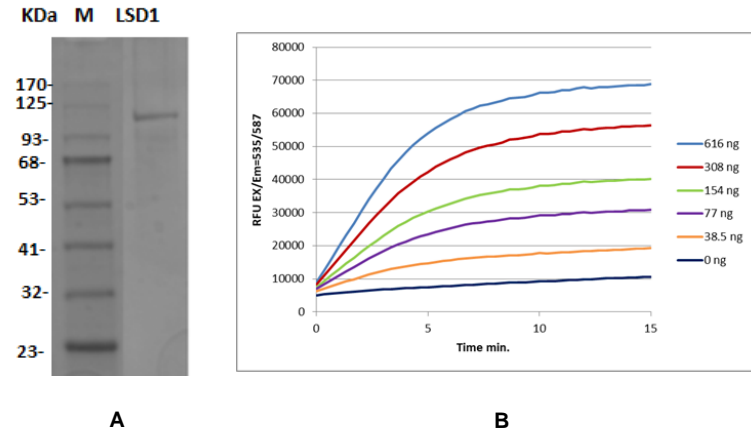 KDa M LSD1
170-
125-
93-
68-
53-
41-
32-
23-
A
80000
70000
60000
50000
40000
30000
20000
10000
0
RFU EX/Em=535/587
0 5 10 15
Time min.
616 ng
308 ng
154 ng
77 ng
38.5 ng
0 ng
B